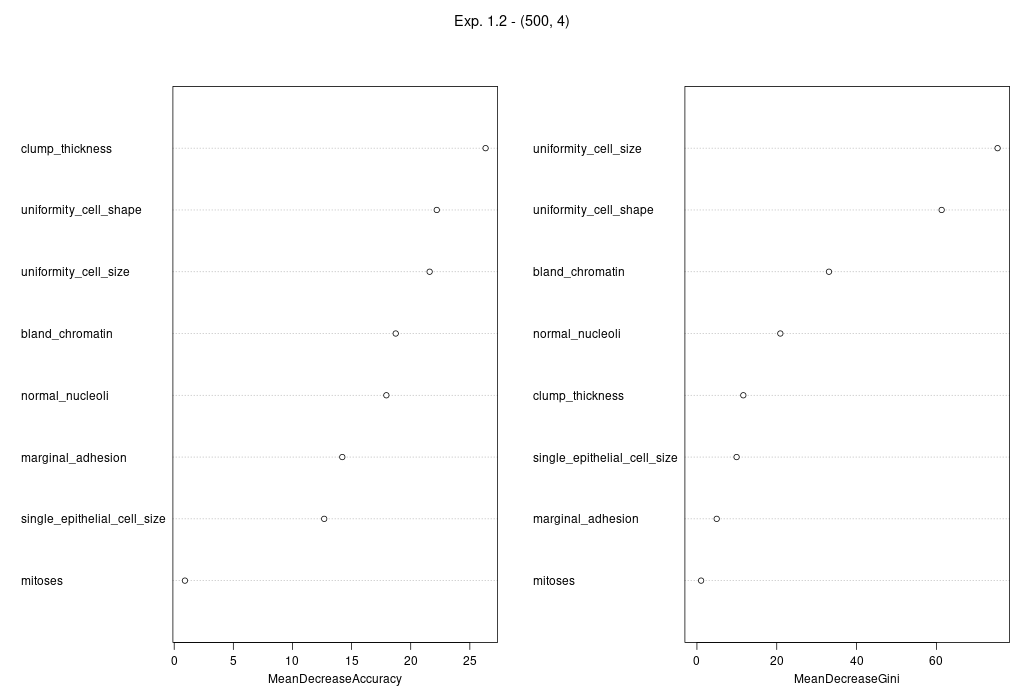 Exp. 1.2 - (500, 4)
clump_thickness
uniformity_cell_shape
uniformity_cell_size
bland_chromatin
normal_nucleoli
marginal_adhesion
single_epithelial_cell_size
mitoses
0 5 10 15 20 25
MeanDecreaseAccuracy
uniformity_cell_size
uniformity_cell_shape
bland_chromatin
normal_nucleoli
clump_thickness
single_epithelial_cell_size
marginal_adhesion
mitoses
0 20 40 60
MeanDecreaseGini